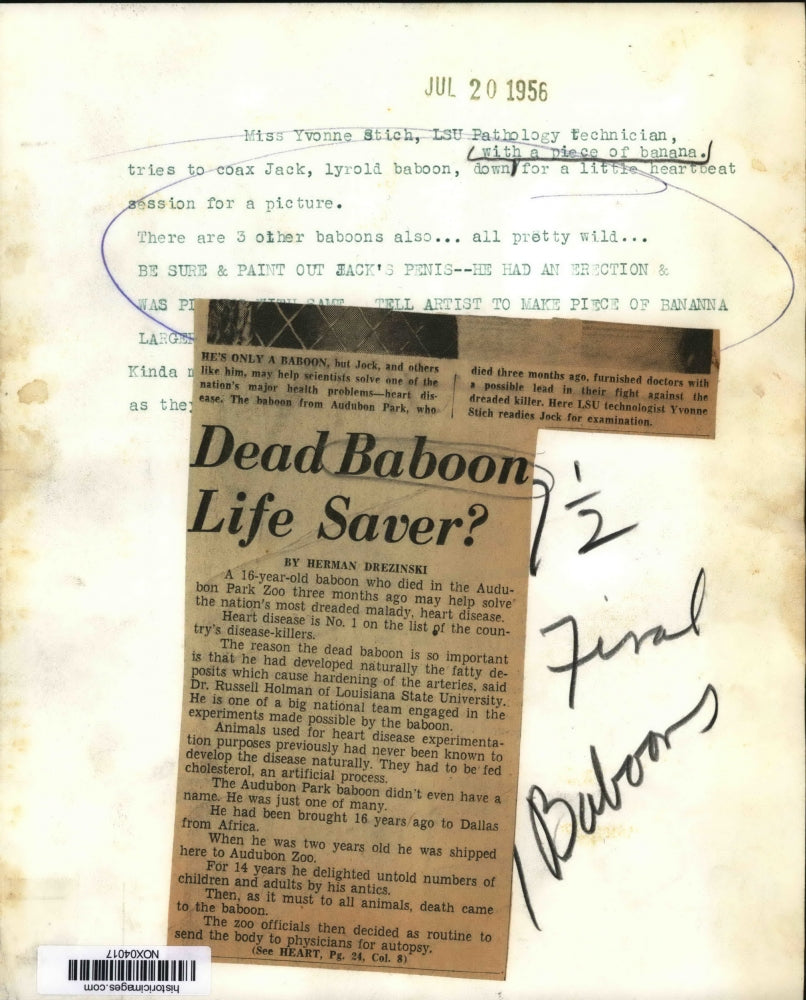 JUL 20 1956
Miss Yvonne Stich, LSU Pathology technician,
(with a piece of banana.)
tries to coax Jack, lyrold baboon, down for a little heartbeat
session for a picture.
There are 3 other baboons also... all pretty wild...
BE SURE & PAINT OUT JACK'S PENIS--HE HAD AN ERECTION &
WAS WITH SAME TELL ARTIST TO MAKE PIECE OF BANANNA
LARGER
Kinda
as they
HE'S ONLY A BABOON, but Jock, and others
like him, may help scientists solve one of the
nation's major health problems—heart dis-
ease. The baboon from Audubon Park, who
died three months ago, furnished doctors with
a possible lead in their fight against the
dreaded killer. Here LSU technologist Yvonne
Stich readies Jock for examination.
Dead Baboon
Life Saver?
BY HERMAN DREZINSKI
A 16-year-old baboon who died in the Audu-
bon Park Zoo three months ago may help solve
the nation's most dreaded malady, heart disease.
Heart disease is No. 1 on the list of the coun-
try's disease-killers.
The reason the dead baboon is so important
is that he had developed naturally the fatty de-
posits which cause hardening of the arteries, said
Dr. Russell Holman of Louisiana State University.
He is one of a big national team engaged in the
experiments made possible by the baboon.
Animals used for heart disease experimenta-
tion purposes previously had never been known to
develop the disease naturally. They had to be fed
cholesterol, an artificial process.
The Audubon Park baboon didn't even have a
name. He was just one of many.
He had been brought 16 years ago to Dallas
from Africa.
When he was two years old he was shipped
here to Audubon Zoo.
For 14 years he delighted untold numbers of
children and adults by his antics.
Then, as it must to all animals, death came
to the baboon.
The zoo officials then decided as routine to
send the body to physicians for autopsy.
(See HEART, Pg. 24, Col. 8)
1/2
Final
Baboons
NOX04017
historicimages.com